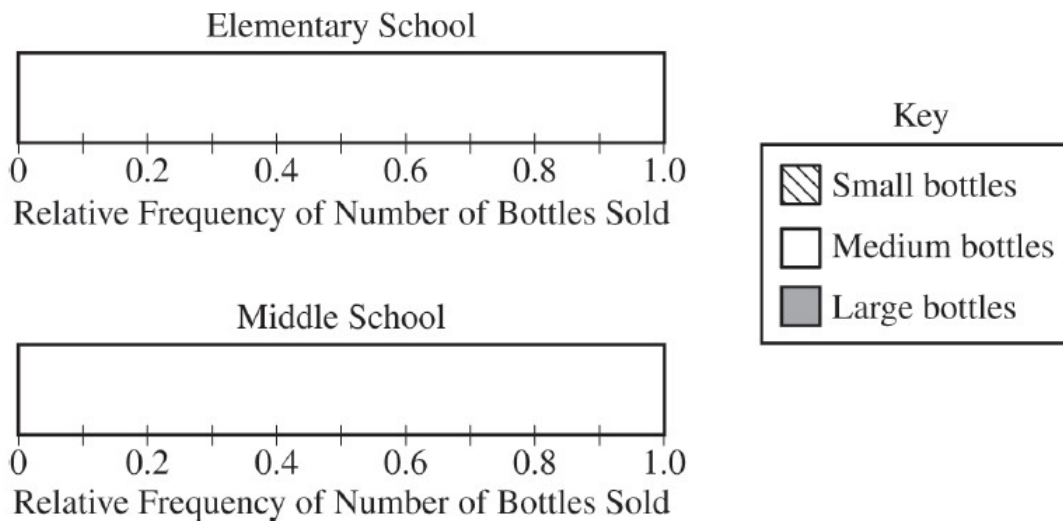 Elementary School
0 0.2 0.4 0.6 0.8 1.0
Relative Frequency of Number of Bottles Sold
Key
Small bottles
Medium bottles
Large bottles
Middle School
0 0.2 0.4 0.6 0.8 1.0
Relative Frequency of Number of Bottles Sold